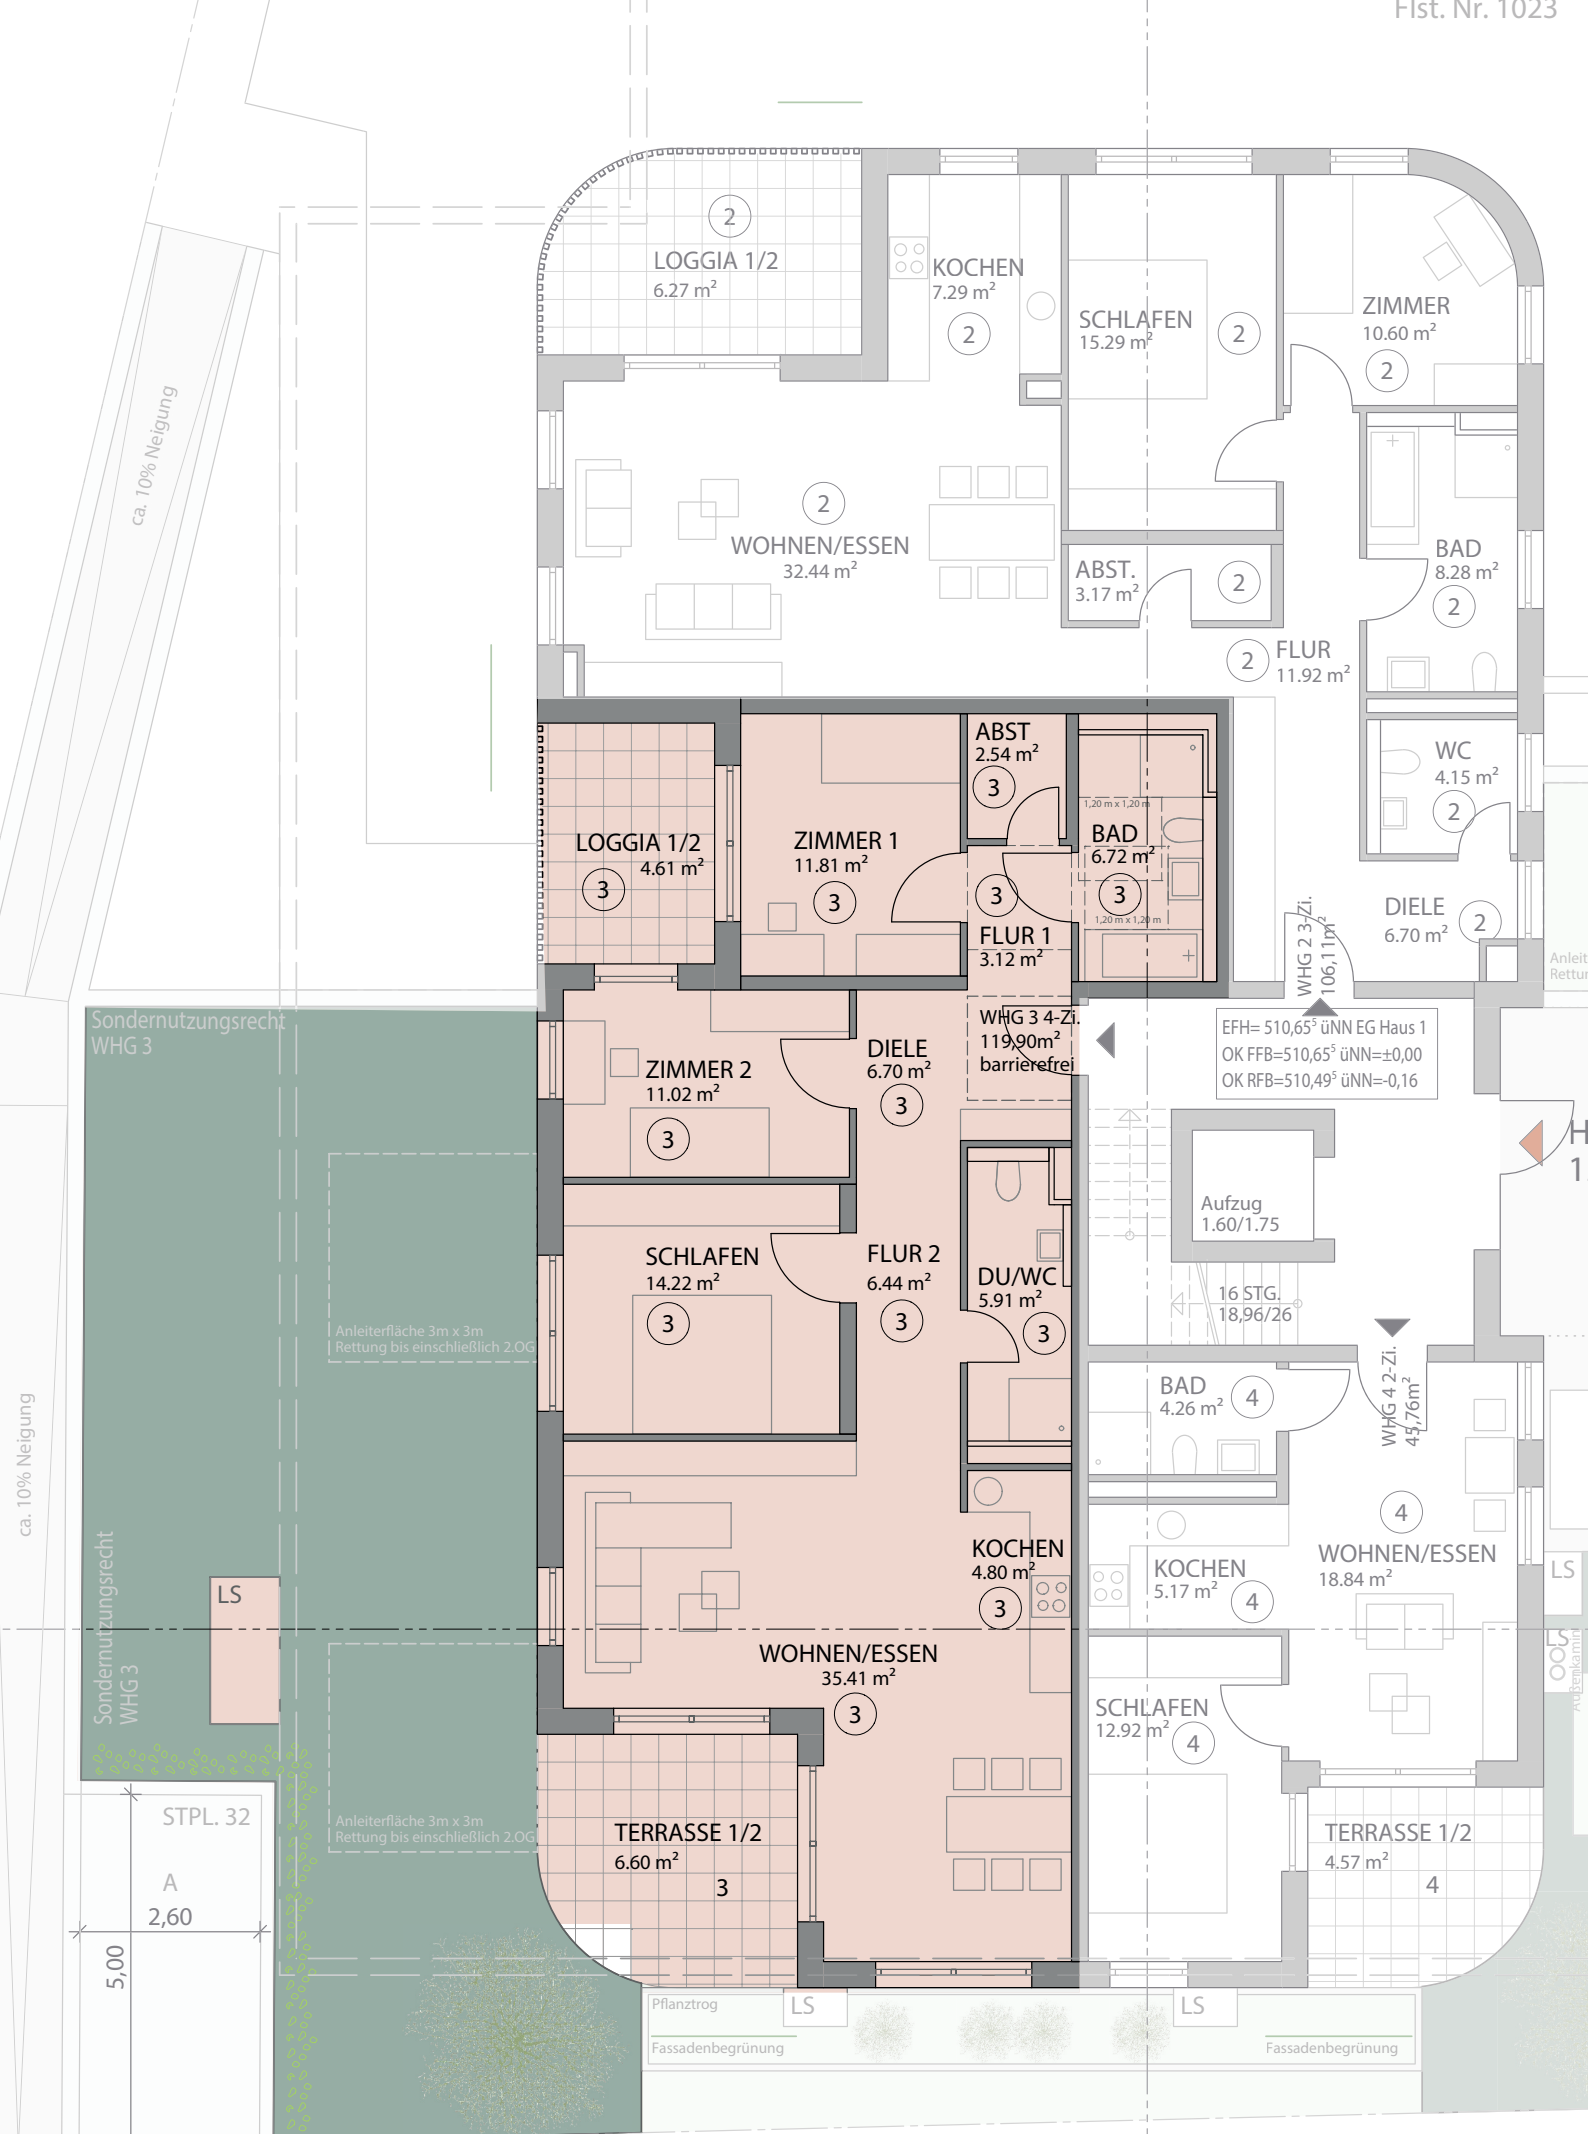 Flst. Nr. 1023
2
LOGGIA 1/2
6.27 m²
KOCHEN
7.29 m²
2
SCHLAFEN
15.29 m²
2
ZIMMER
10.60 m²
2
ca. 10% Neigung
2
WOHNEN/ESSEN
32.44 m²
ABST.
3.17 m²
2
BAD
8.28 m²
2
2
FLUR
11.92 m²
WC
4.15 m²
2
DIELE
6.70 m²
2
WHG 2 3-Zi.
106,11m²
LOGGIA 1/2
4.61 m²
3
ZIMMER 1
11.81 m²
3
ABST
2.54 m²
3
1,20 m x 1,20 m
BAD
6.72 m²
3
1,20 m x 1,20 m
3
FLUR 1
3.12 m²
Anleit
Rettur
Sondernutzungsrecht
WHG 3
WHG 3 4-Zi.
119,90m²
barrierefrei
EFH= 510,65⁵ üNN EG Haus 1
OK FFB=510,65⁵ üNN=±0,00
OK RFB=510,49⁵ üNN=-0,16
ZIMMER 2
11.02 m²
3
DIELE
6.70 m²
3
H
1.
Aufzug
1.60/1.75
SCHLAFEN
14.22 m²
3
FLUR 2
6.44 m²
3
DU/WC
5.91 m²
3
16 STG.
18,96/26
Anleiterfläche 3m x 3m
Rettung bis einschließlich 2.OG
WHG 4 2-Zi.
45,76m²
BAD
4.26 m²
4
ca. 10% Neigung
Sondernutzungsrecht
WHG 3
LS
KOCHEN
4.80 m²
3
KOCHEN
5.17 m²
4
4
WOHNEN/ESSEN
18.84 m²
LS
LS
Außenkamin
WOHNEN/ESSEN
35.41 m²
3
SCHLAFEN
12.92 m²
4
STPL. 32
A
2,60
5,00
Anleiterfläche 3m x 3m
Rettung bis einschließlich 2.OG
TERRASSE 1/2
6.60 m²
3
TERRASSE 1/2
4.57 m²
4
Pflanztrog
LS
LS
Fassadenbegrünung
Fassadenbegrünung